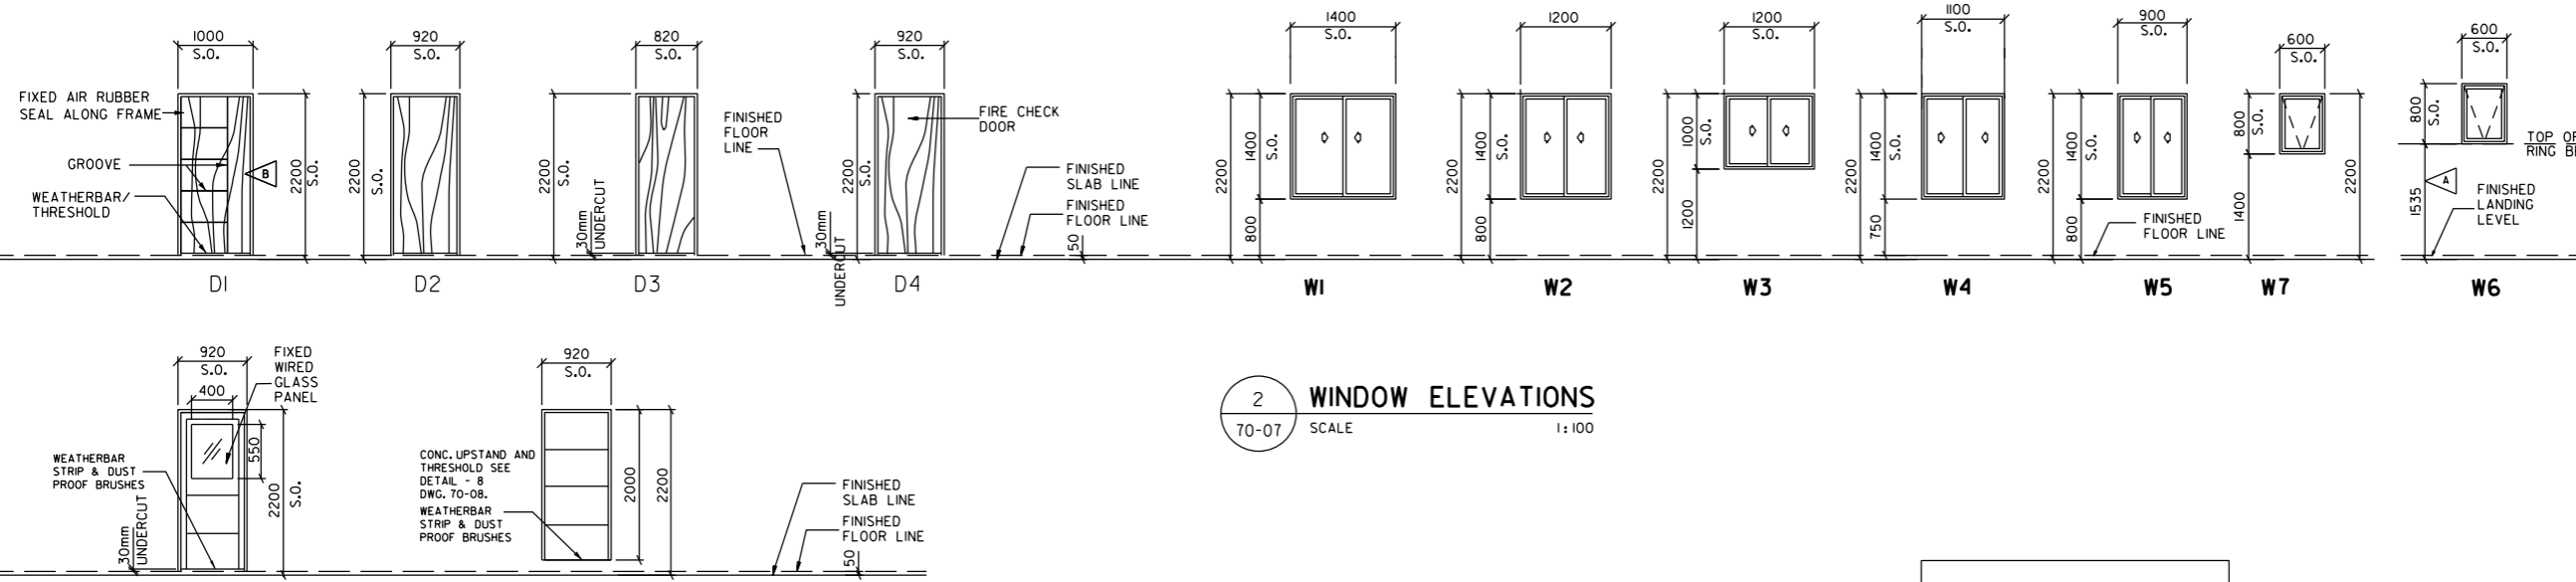 1000
S.O.
920
S.O.
820
S.O.
920
S.O.
1400
S.O.
1200
1200
S.O.
1100
S.O.
900
S.O.
600
S.O.
600
S.O.
FIXED AIR RUBBER
SEAL ALONG FRAME
GROOVE
WEATHERBAR/
THRESHOLD
B
2200
S.O.
2200
S.O.
2200
S.O.
30mm
UNDERCUT
FINISHED
FLOOR
LINE
30mm
UNDERCUT
2200
S.O.
FIRE CHECK
DOOR
FINISHED
SLAB LINE
FINISHED
FLOOR LINE
50
2200
1400
S.O.
800
2200
1400
S.O.
800
2200
1000
S.O.
1200
2200
1400
S.O.
750
2200
1400
S.O.
800
FINISHED
FLOOR LINE
800
S.O.
1400
2200
800
S.O.
1535
A
TOP OF
RING
FINISHED
LANDING
LEVEL
D1
D2
D3
D4
W1
W2
W3
W4
W5
W7
W6
920
S.O.
400
FIXED
WIRED
GLASS
PANEL
550
2200
S.O.
WEATHERBAR
STRIP & DUST
PROOF BRUSHES
30mm
UNDERCUT
920
S.O.
CONC. UPSTAND AND
THRESHOLD SEE
DETAIL - 8
DWG. 70-08.
WEATHERBAR
STRIP & DUST
PROOF BRUSHES
2000
2200
FINISHED
SLAB LINE
FINISHED
FLOOR LINE
50
2
70-07
WINDOW ELEVATIONS
SCALE 1:100